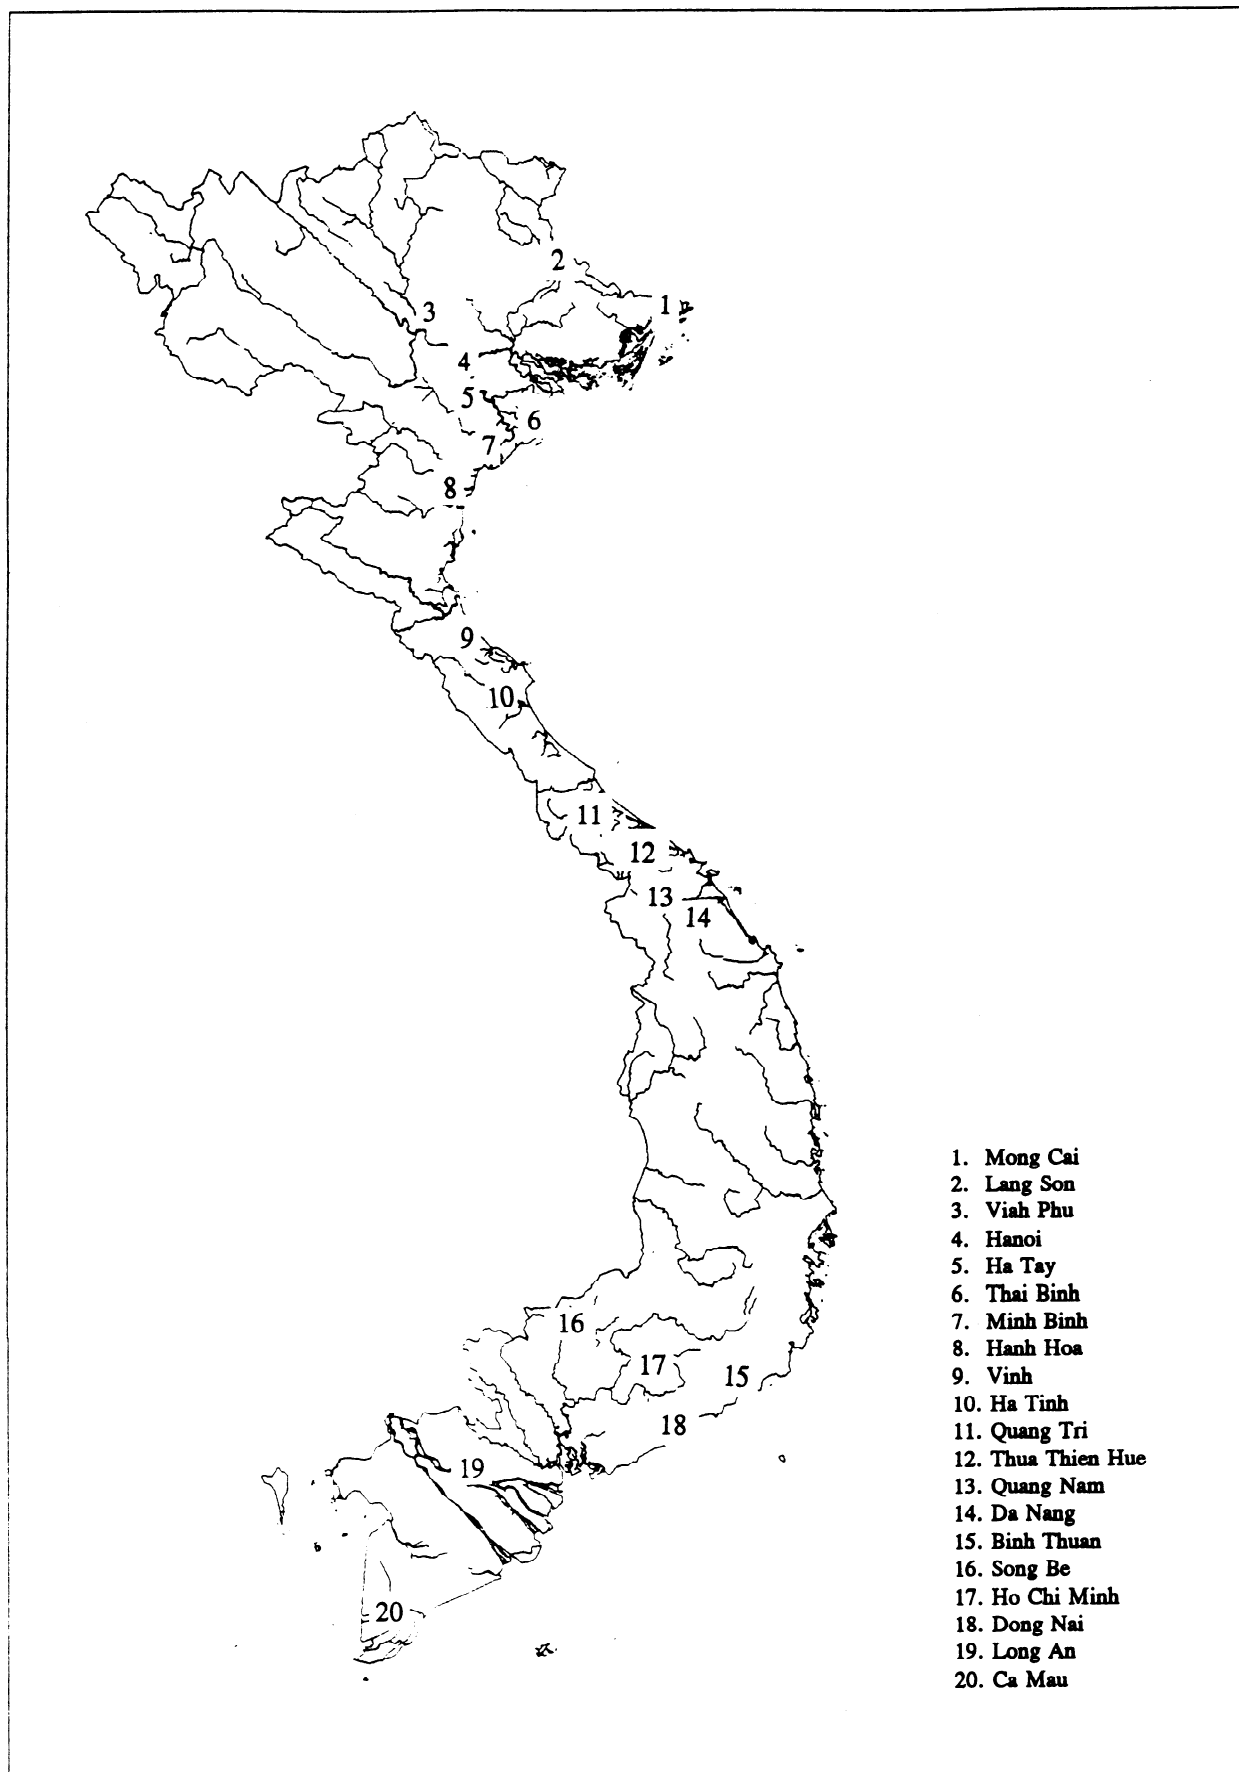 2
1
3
4
5
6
7
8
9
10
11
12
13
14
16
17
15
18
19
20
1. Mong Cai
2. Lang Son
3. Viah Phu
4. Hanoi
5. Ha Tay
6. Thai Binh
7. Minh Binh
8. Hanh Hoa
9. Vinh
10. Ha Tinh
11. Quang Tri
12. Thua Thien Hue
13. Quang Nam
14. Da Nang
15. Binh Thuan
16. Song Be
17. Ho Chi Minh
18. Dong Nai
19. Long An
20. Ca Mau